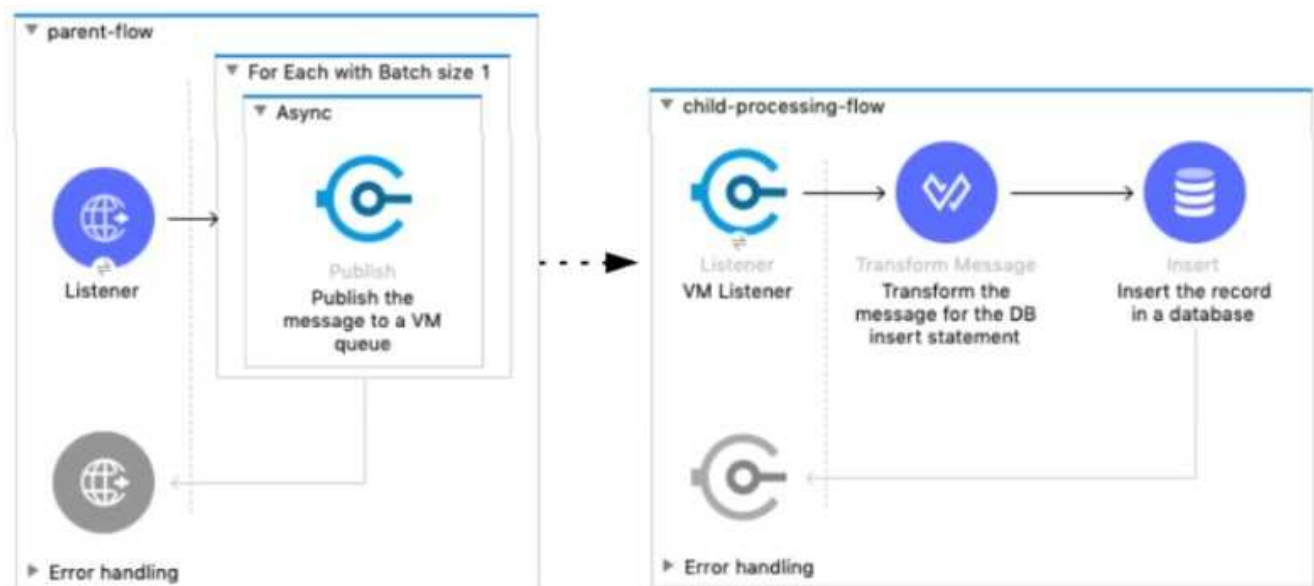 parent-flow
For Each with Batch size 1
Async
Listener
Publish
Publish the
message to a VM
queue
Error handling
child-processing-flow
Listener
VM Listener
Transform Message
Transform the
message for the DB
insert statement
Insert
Insert the record
in a database
Error handling